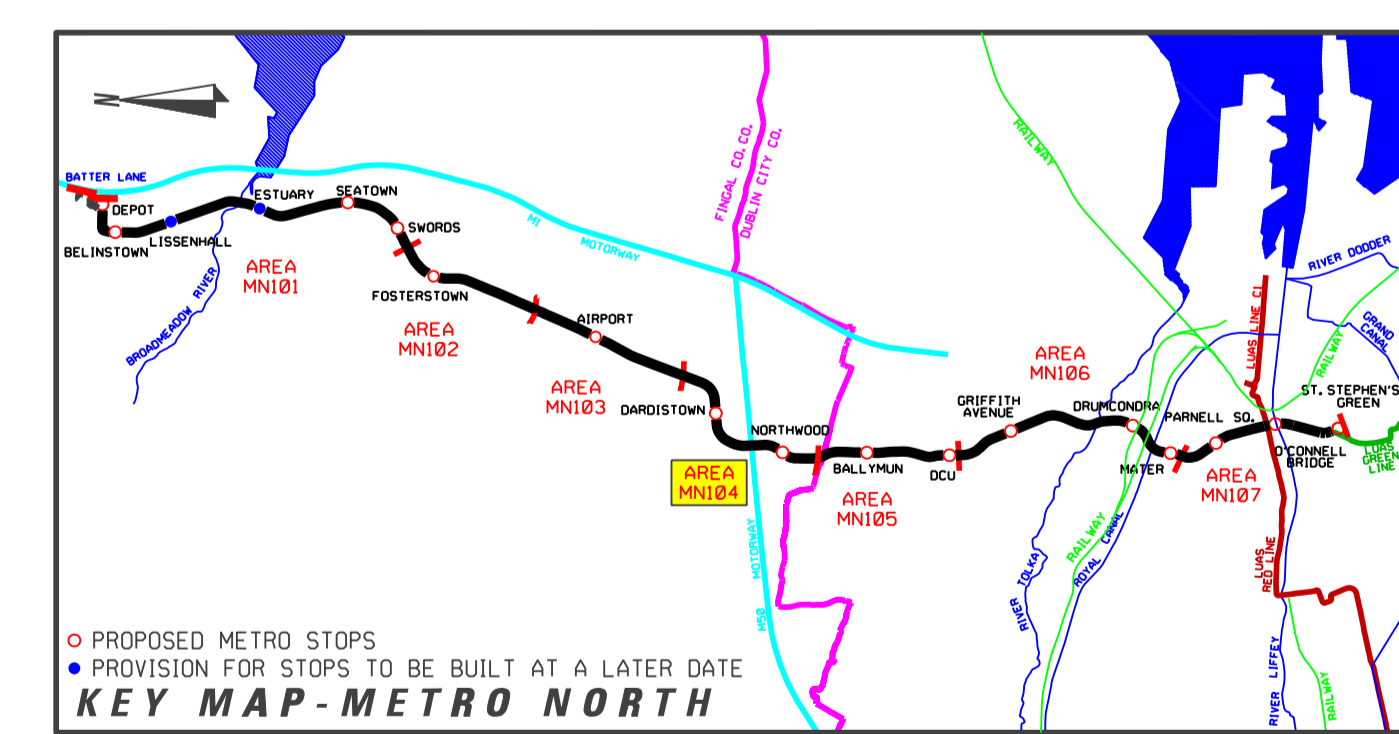 N
BATTER LANE
DEPOT
BELINSTOWN
LISSENHALL
ESTUARY
SEATOWN
SWORDS
AREA
MN101
BROADMEADOW RIVER
FOSTERSTOWN
AREA
MN102
M1
MOTORWAY
AIRPORT
AREA
MN103
FINGAL CO. CO.
DUBLIN CITY CO.
DARDISTOWN
NORTHWOOD
AREA
MN104
MOTORWAY
M50
BALLYMUN
AREA
MN105
DCU
GRIFFITH
AVENUE
AREA
MN106
RAILWAY
DRUMCONDRA
MATER
PARNELL SQ.
AREA
MN107
RIVER TOLKA
RAILWAY
ROYAL CANAL
LUAS LINE C1
RIVER DODDER
GRAND
CANAL
RAILWAY
ST. STEPHEN'S
GREEN
O'CONNELL
BRIDGE
LUAS
GREEN
LINE
LUAS
RED LINE
RIVER LIFFEY
RAILWAY
PROPOSED METRO STOPS
PROVISION FOR STOPS TO BE BUILT AT A LATER DATE
KEY MAP-METRO NORTH